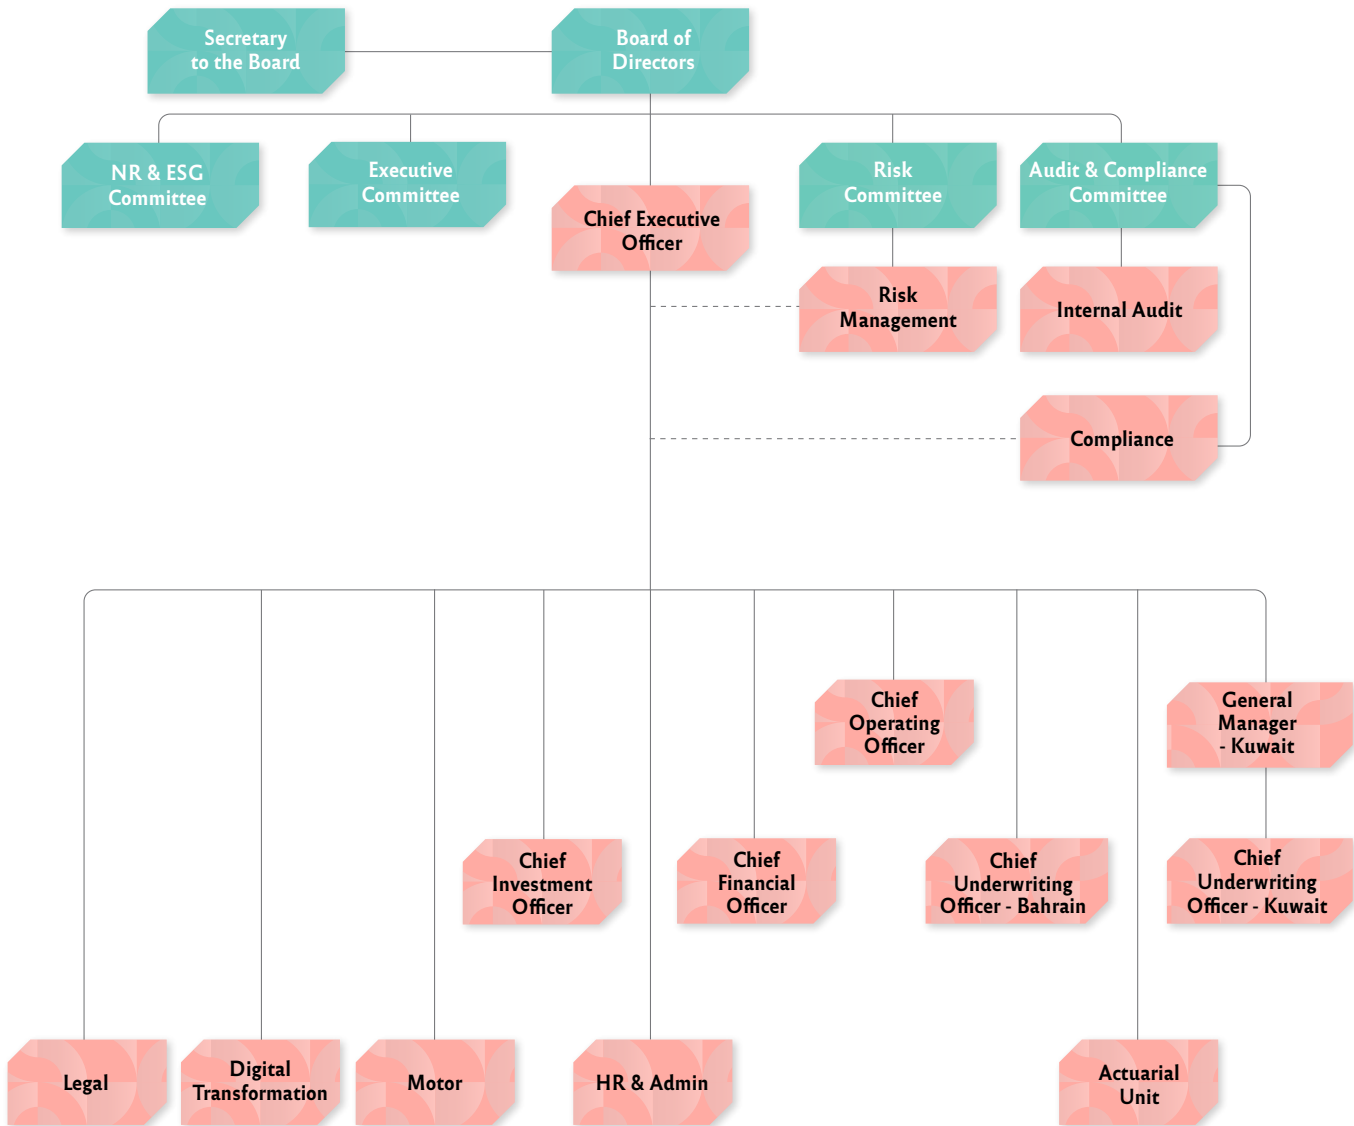 Secretary
to the Board
Board of
Directors
NR & ESG
Committee
Executive
Committee
Chief Executive
Officer
Risk
Committee
Audit & Compliance
Committee
Risk
Management
Internal Audit
Compliance
Chief
Operating
Officer
General
Manager
- Kuwait
Chief
Investment
Officer
Chief
Financial
Officer
Chief
Underwriting
Officer - Bahrain
Chief
Underwriting
Officer - Kuwait
Legal
Digital
Transformation
Motor
HR & Admin
Actuarial
Unit